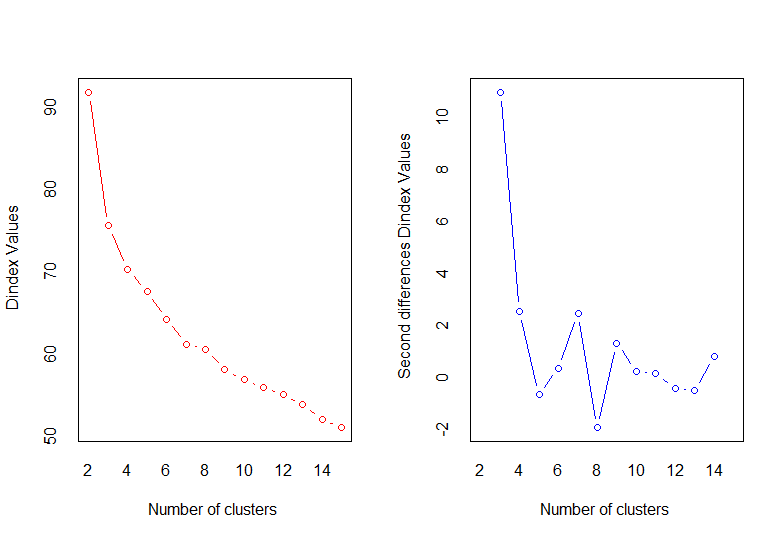 Dindex Values
90
80
70
60
50
2 4 6 8 10 12 14
Number of clusters
Second differences Dindex Values
10
8
6
4
2
0
-2
2 4 6 8 10 12 14
Number of clusters